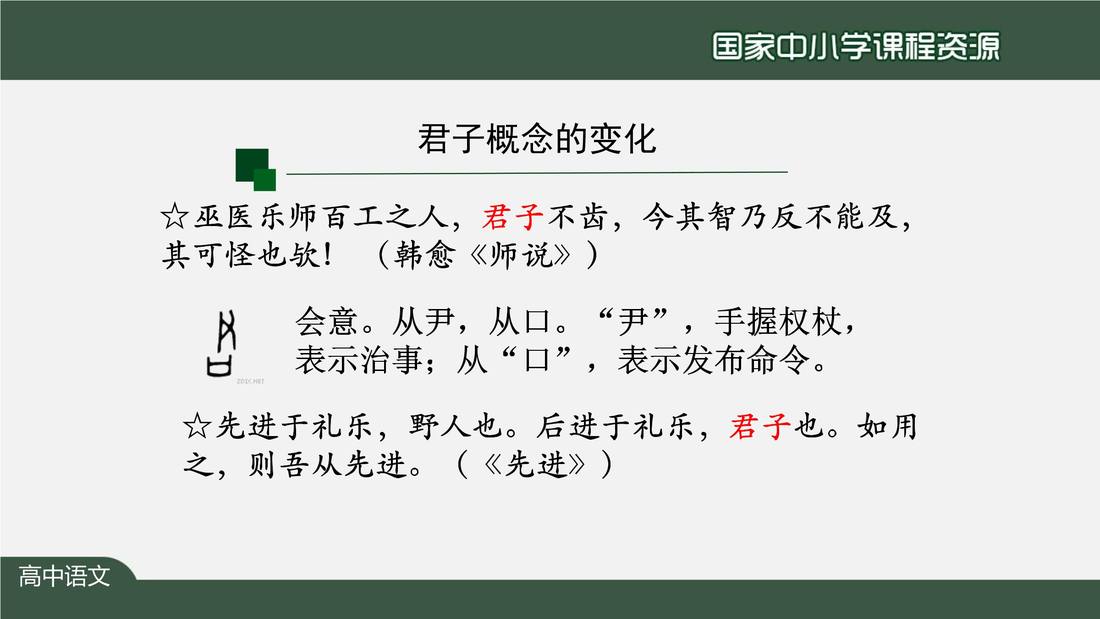 国家中小学课程资源
君子概念的变化
☆巫医乐师百工之人，君子不齿，今其智乃反不能及，
其可怪也欤！（韩愈《师说》）
会意。从尹，从口。“尹”，手握权杖，
表示治事；从“口”，表示发布命令。
☆先进于礼乐，野人也。后进于礼乐，君子也。如用
之，则吾从先进。（《先进》）
高中语文